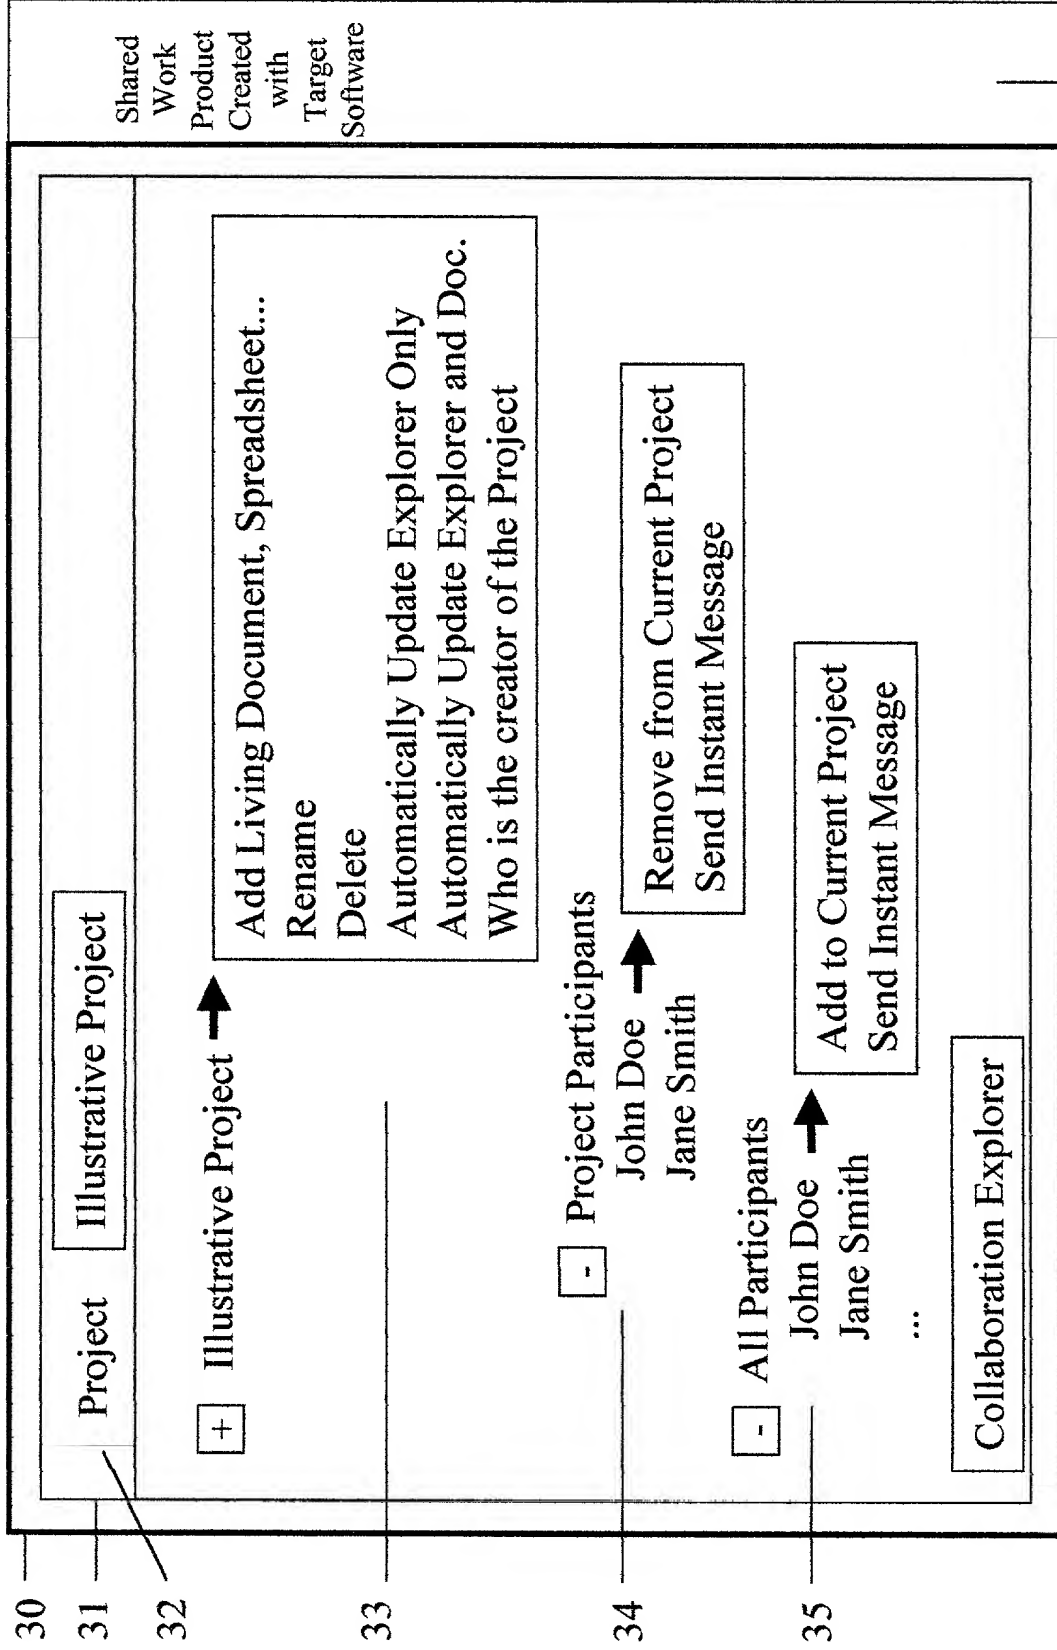 30
31
32
33
34
35
Project
Illustrative Project
+
Illustrative Project
Add Living Document, Spreadsheet...
Rename
Delete
Automatically Update Explorer Only
Automatically Update Explorer and Doc.
Who is the creator of the Project
-
Project Participants
John Doe
Jane Smith
Remove from Current Project
Send Instant Message
-
All Participants
John Doe
Jane Smith
...
Add to Current Project
Send Instant Message
Collaboration Explorer
Shared
Work
Product
Created
with
Target
Software